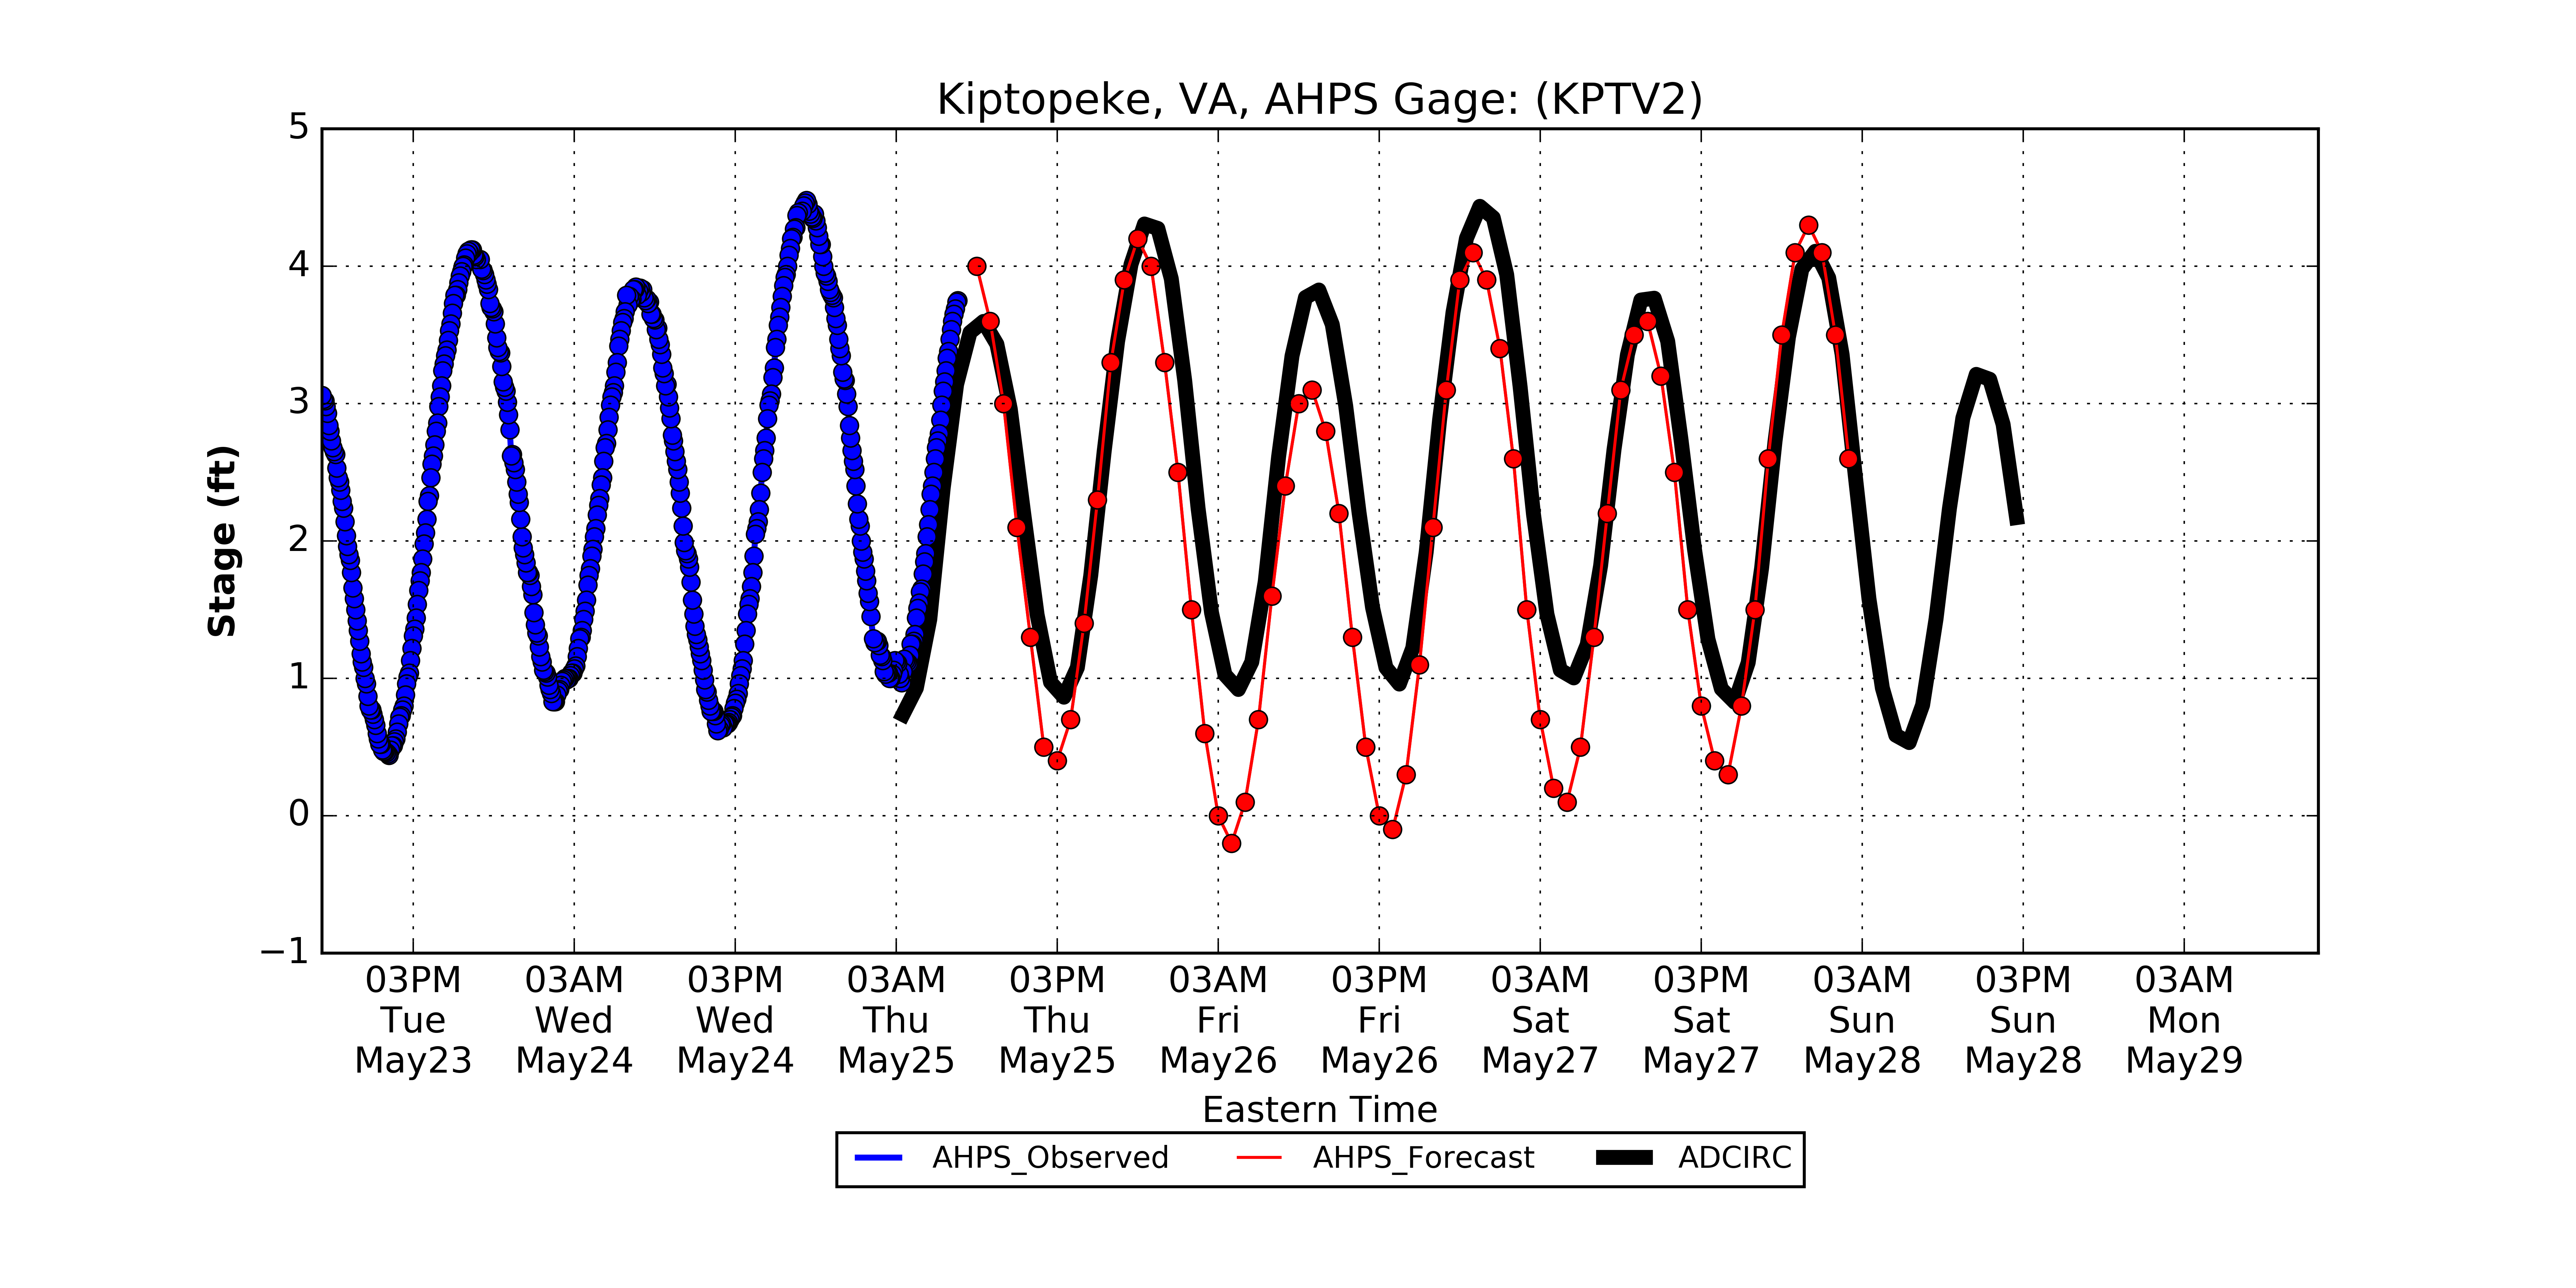 Kiptopeke, VA, AHPS Gage: (KPTV2)
5
4
3
2
1
0
−1
Stage (ft)
03PM 03AM 03PM 03AM 03PM 03AM 03PM 03AM 03PM 03AM 03PM 03AM
Tue Wed Wed Thu Thu Fri Fri Sat Sat Sun Sun Mon
May23 May24 May24 May25 May25 May26 May26 May27 May27 May28 May28 May29
Eastern Time
AHPS_Observed AHPS_Forecast ADCIRC